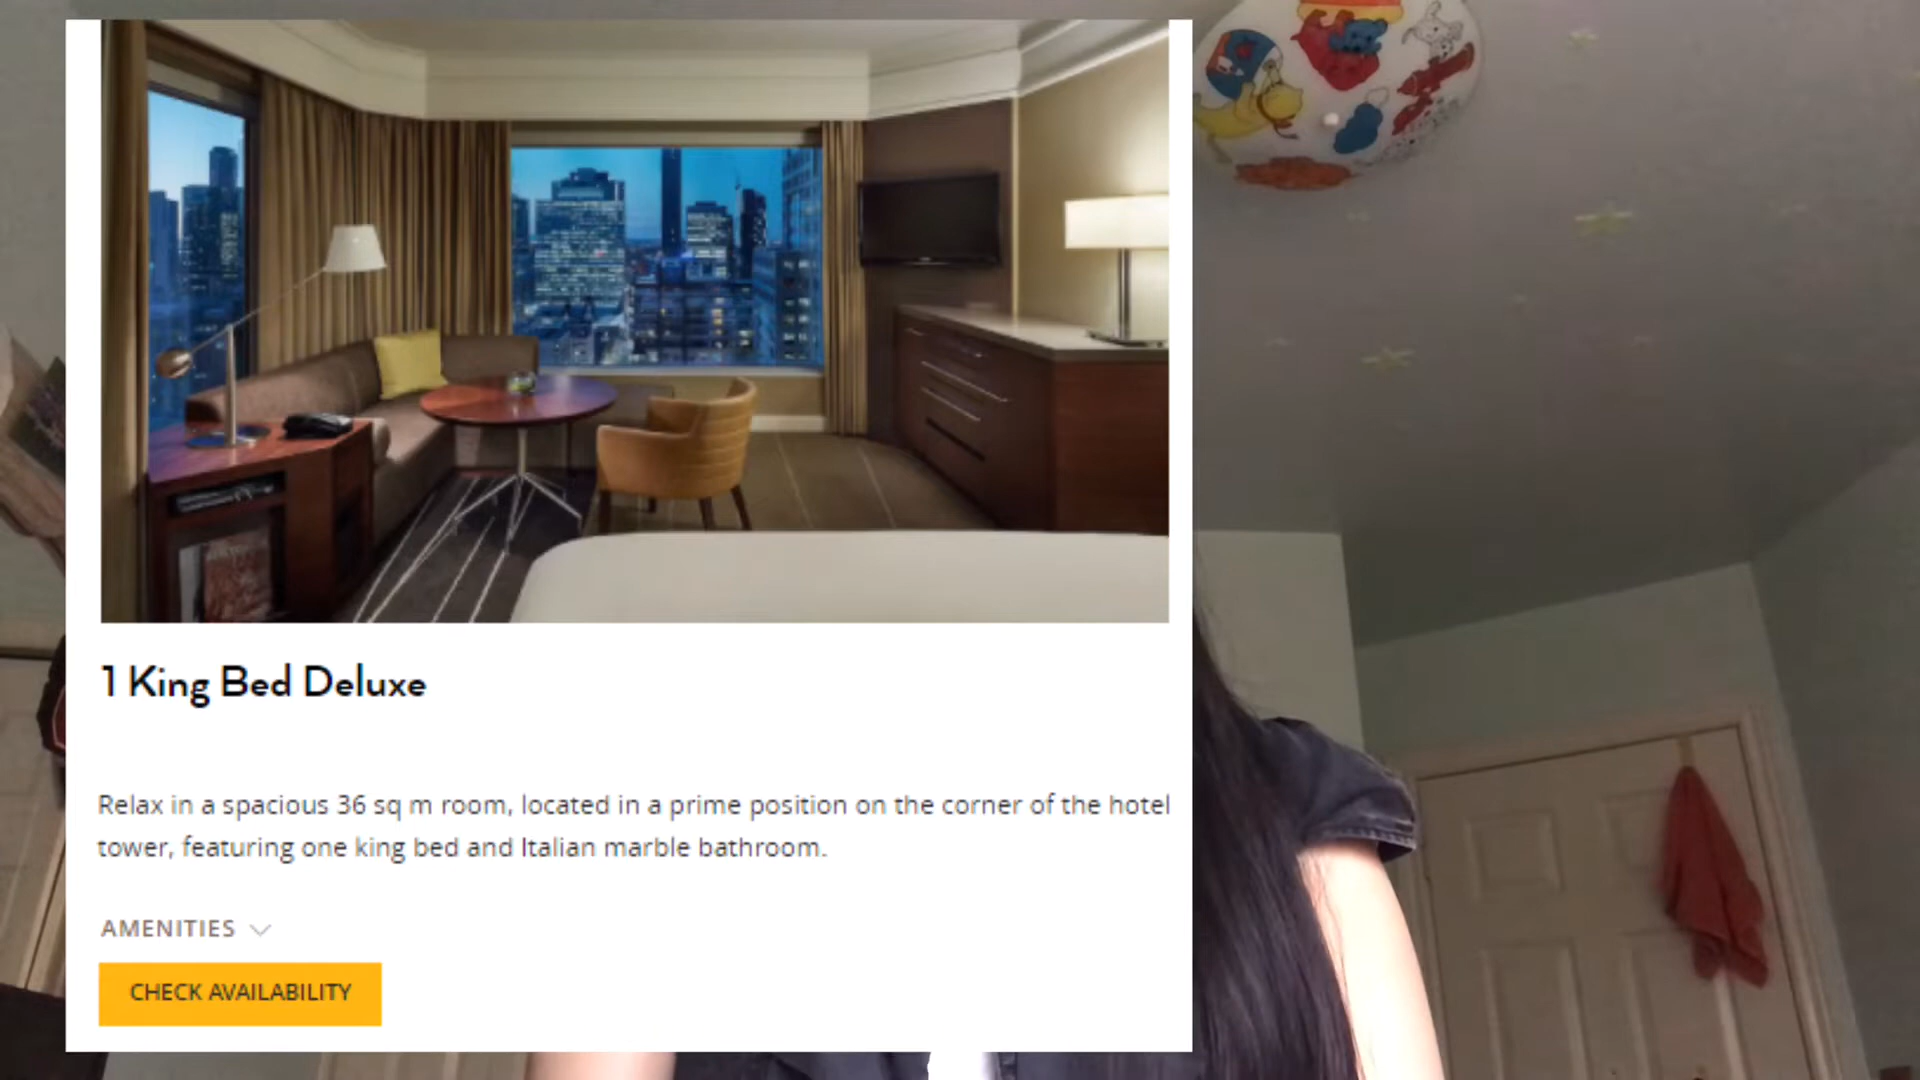 1 King Bed Deluxe
Relax in a spacious 36 sq m room, located in a prime position on the corner of the hotel
tower, featuring one king bed and Italian marble bathroom.
AMENITIES
CHECK AVAILABILITY